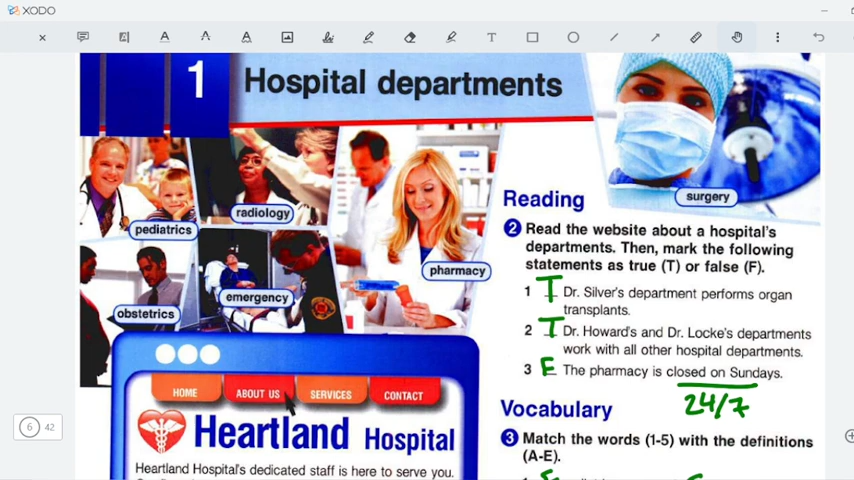 XODO
1
Hospital departments
pediatrics
radiology
obstetrics
emergency
pharmacy
surgery
Reading
2 Read the website about a hospital's
departments. Then, mark the following
statements as true (T) or false (F).
1 T Dr. Silver's department performs organ
transplants.
2 T Dr. Howard's and Dr. Locke's departments
work with all other hospital departments.
3 F The pharmacy is closed on Sundays.
24/7
Vocabulary
3 Match the words (1-5) with the definitions
(A-E).
HOME
ABOUT US
SERVICES
CONTACT
Heartland Hospital
Heartland Hospital's dedicated staff is here to serve you.
6 42